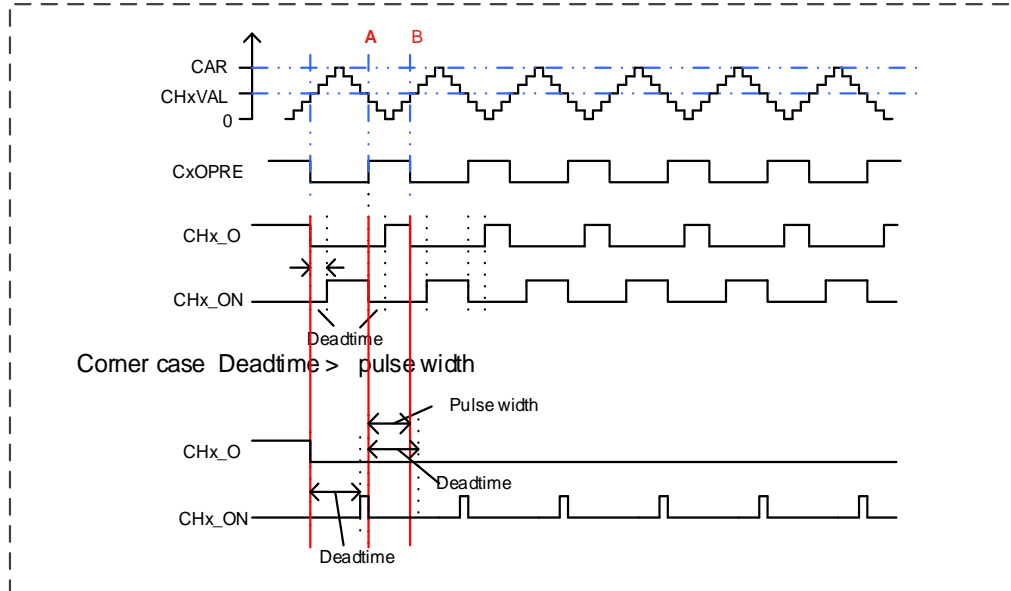 A B
CAR
CHxVAL
0
CxOPRE
CHx_O
CHx_ON
Deadtime
Corner case Deadtime > pulse width
Pulse width
CHx_O
Deadtime
CHx_ON
Deadtime